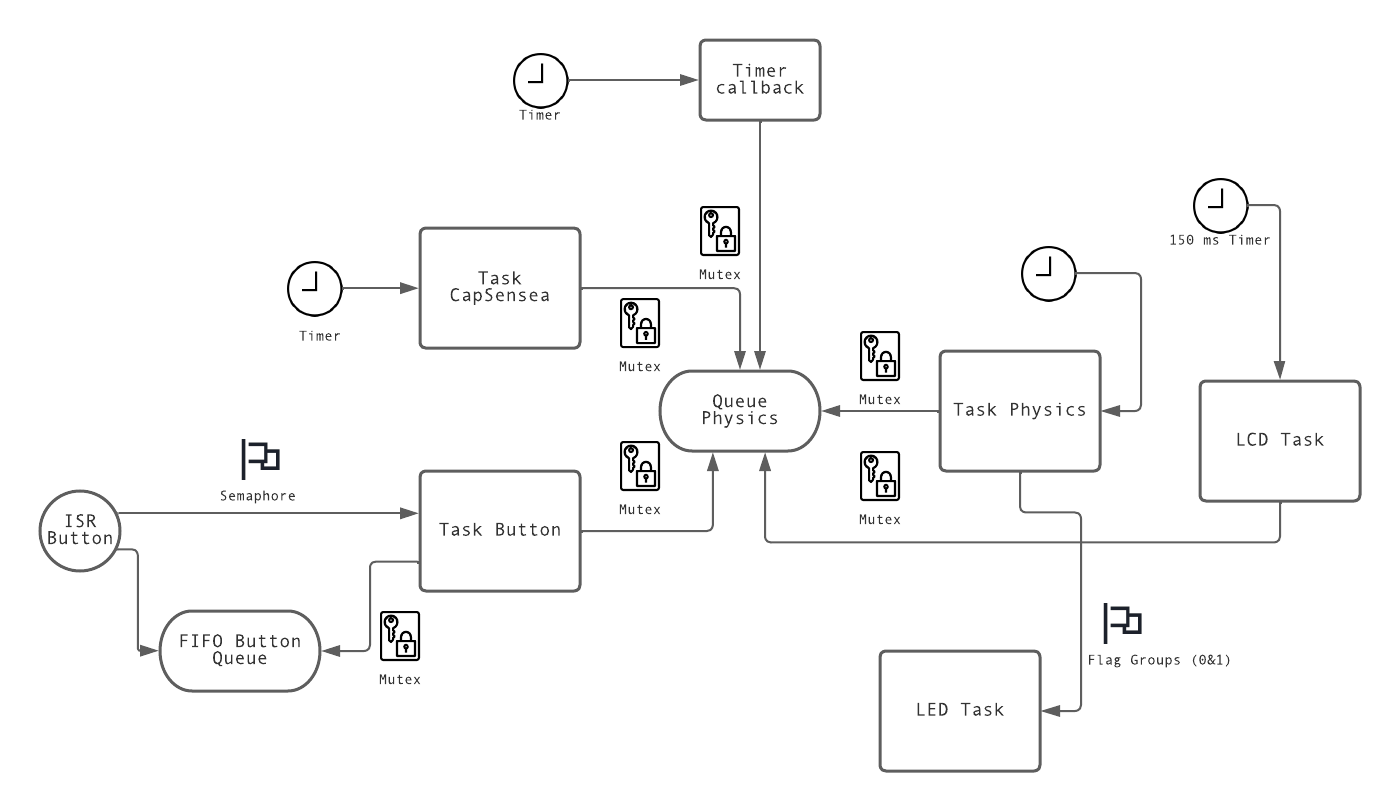 Timer
callback
Timer
150 ms Timer
Mutex
Task
CapSensea
Timer
Mutex
Mutex
Queue
Physics
Task Physics
LCD Task
Semaphore
Mutex
Mutex
ISR
Button
Task Button
FIFO Button
Queue
Mutex
Flag Groups (0&1)
LED Task